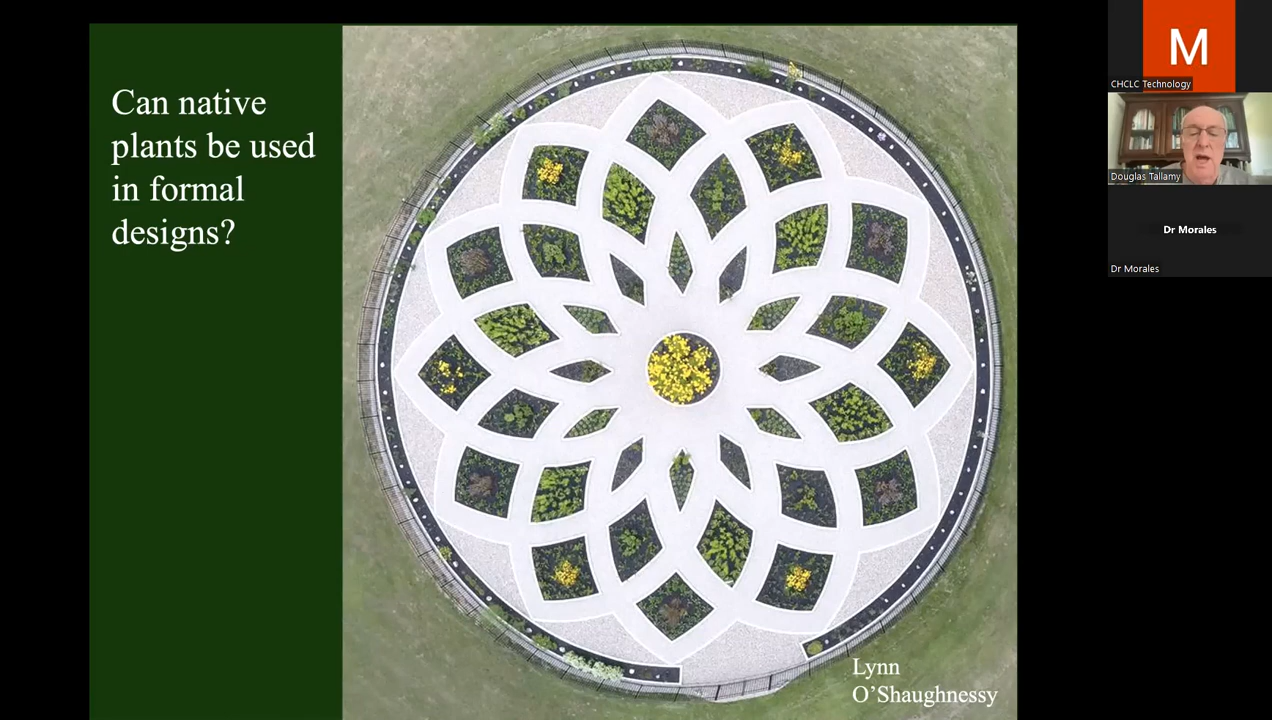 Can native
plants be used
in formal
designs?
Lynn
O'Shaughnessy
M
CHCLC Technology
Douglas Tallamy
Dr Morales
Dr Morales